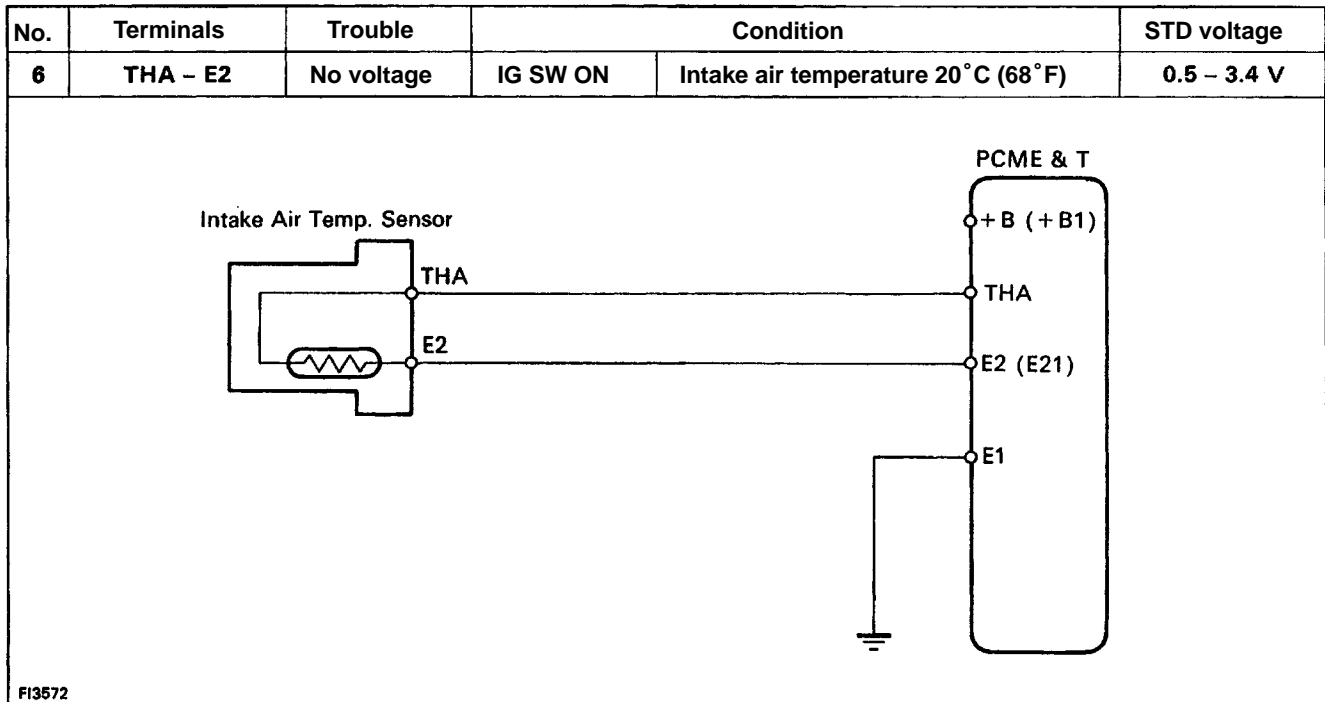 No. Terminals Trouble Condition STD voltage
6 THA – E2 No voltage IG SW ON Intake air temperature 20°C (68°F) 0.5 – 3.4 V
PCME & T
Intake Air Temp. Sensor
+B (+B1)
THA
THA
E2
E2 (E21)
E1
FI3572